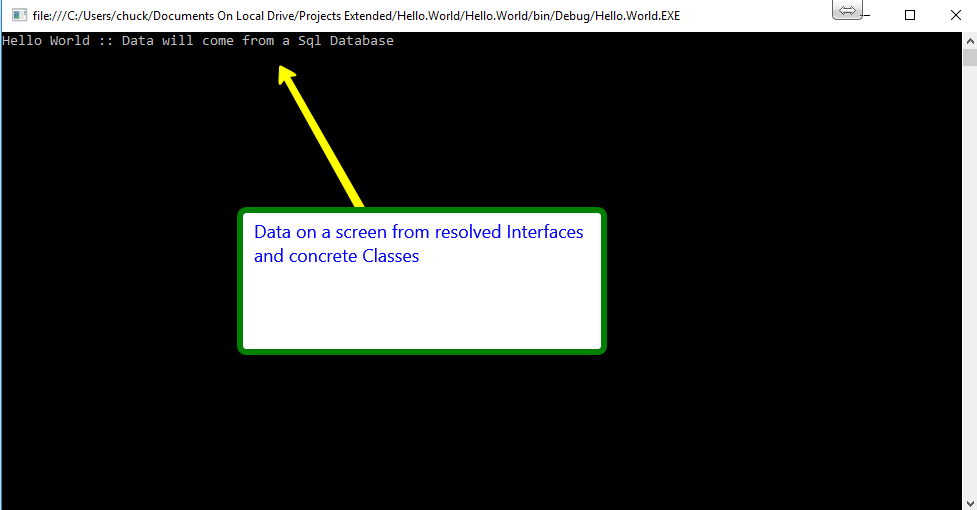 file:///C:/Users/chuck/Documents On Local Drive/Projects Extended/Hello.World/Hello.World/bin/Debug/Hello.World.EXE
Hello World :: Data will come from a Sql Database
Data on a screen from resolved Interfaces
and concrete Classes